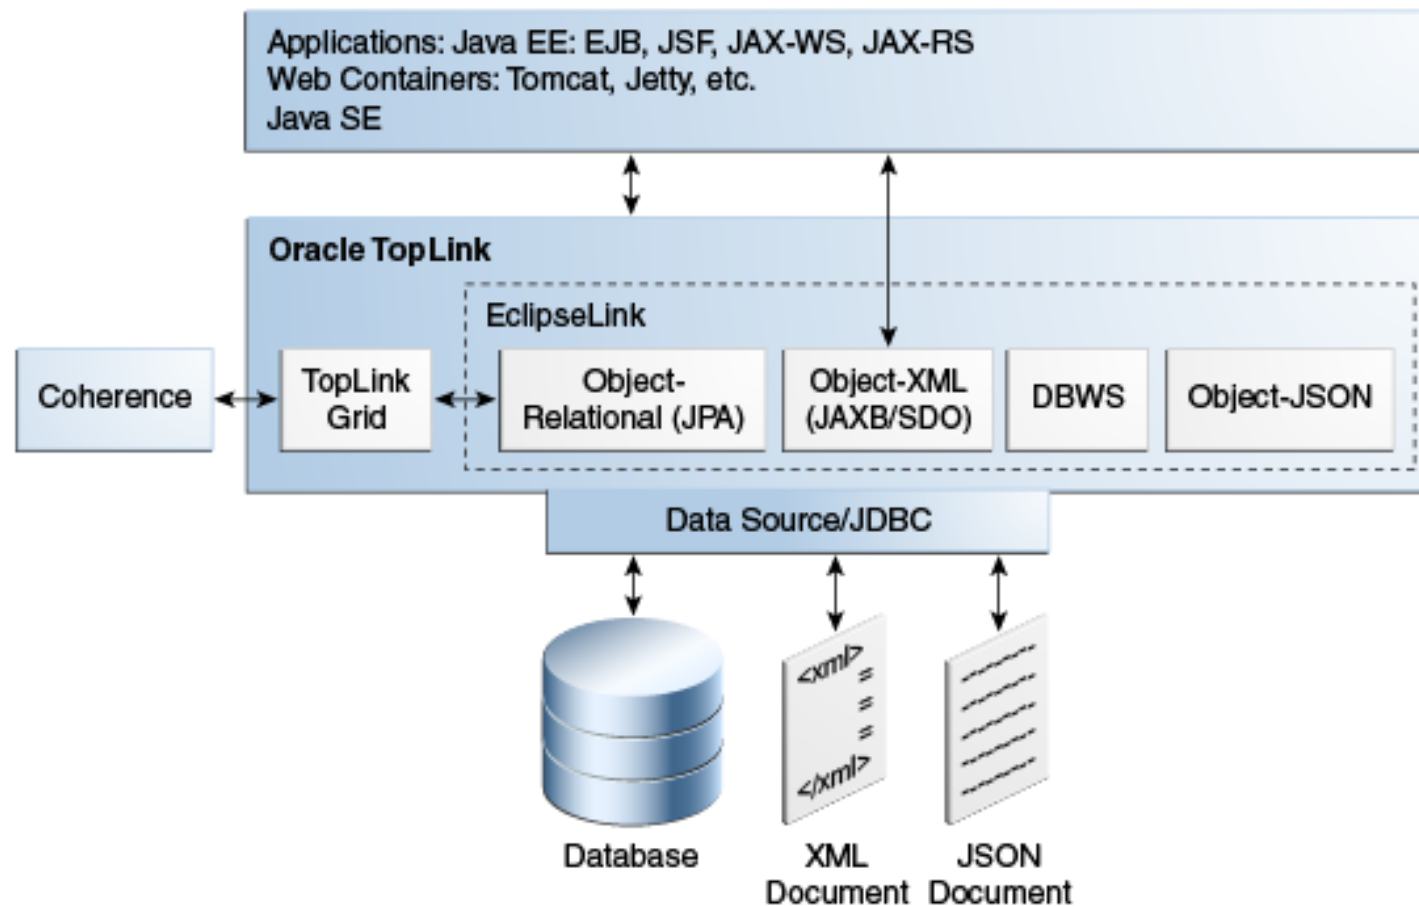 Applications: Java EE: EJB, JSF, JAX-WS, JAX-RS
Web Containers: Tomcat, Jetty, etc.
Java SE
Oracle TopLink
EclipseLink
Coherence
TopLink
Grid
Object-
Relational (JPA)
Object-XML
(JAXB/SDO)
DBWS
Object-JSON
Data Source/JDBC
<xml>
=
=
=
</xml>
Database
XML
Document
JSON
Document